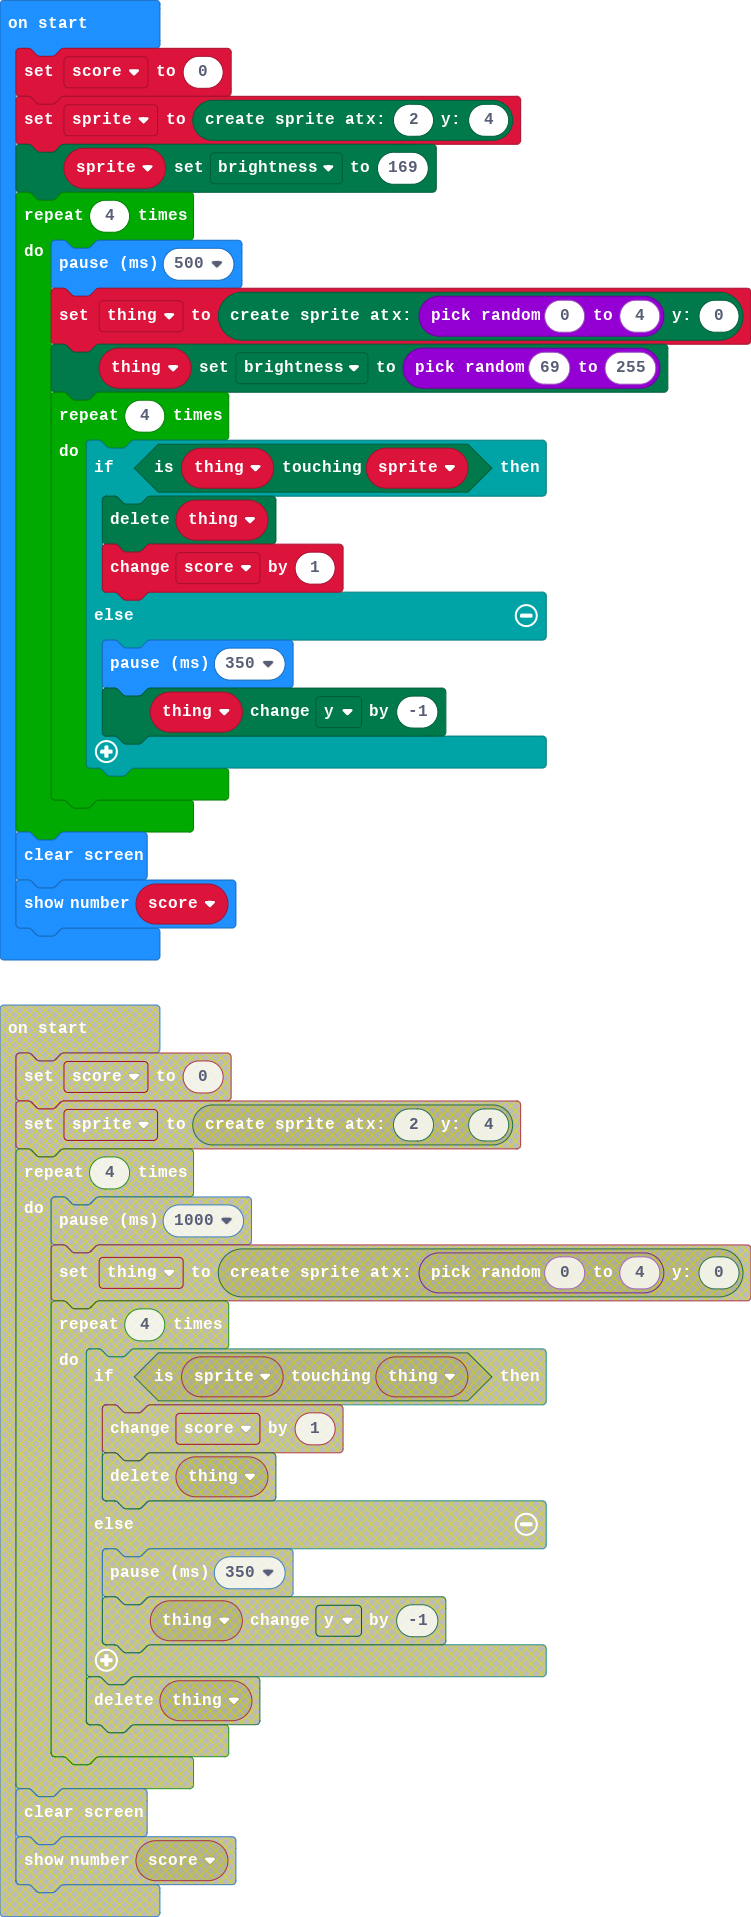 on start
set score to 0
set sprite to create sprite at x: 2 y: 4
sprite set brightness to 169
repeat 4 times
do
pause (ms) 500
set thing to create sprite at x: pick random 0 to 4 y: 0
thing set brightness to pick random 69 to 255
repeat 4 times
do
if is thing touching sprite then
delete thing
change score by 1
else
pause (ms) 350
thing change y by -1
clear screen
show number score
on start
set score to 0
set sprite to create sprite at x: 2 y: 4
repeat 4 times
do
pause (ms) 1000
set thing to create sprite at x: pick random 0 to 4 y: 0
repeat 4 times
do
if is sprite touching thing then
change score by 1
delete thing
else
pause (ms) 350
thing change y by -1
delete thing
clear screen
show number score